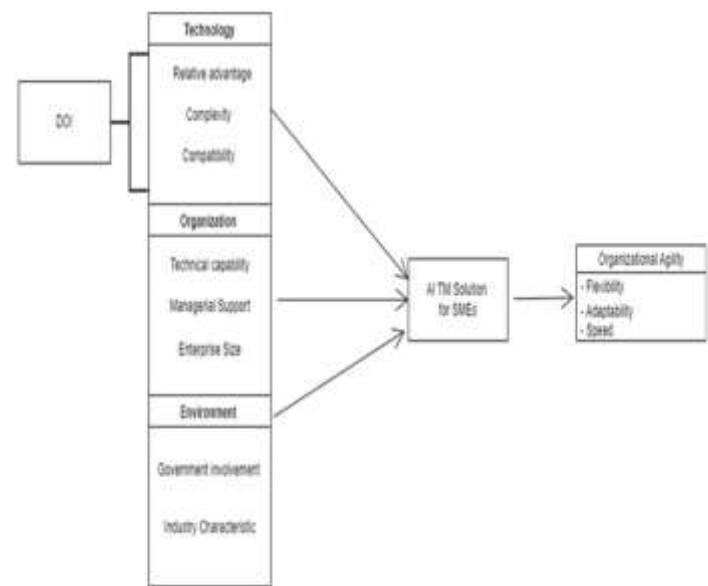 DOI
Technology
Relative advantage
Complexity
Compatibility
Organization
Technical capability
Managerial Support
Enterprise Size
Environment
Government involvement
Industry Characteristic
AI TM Solution
for SMEs
Organizational Agility
- Flexibility
- Adaptability
- Speed